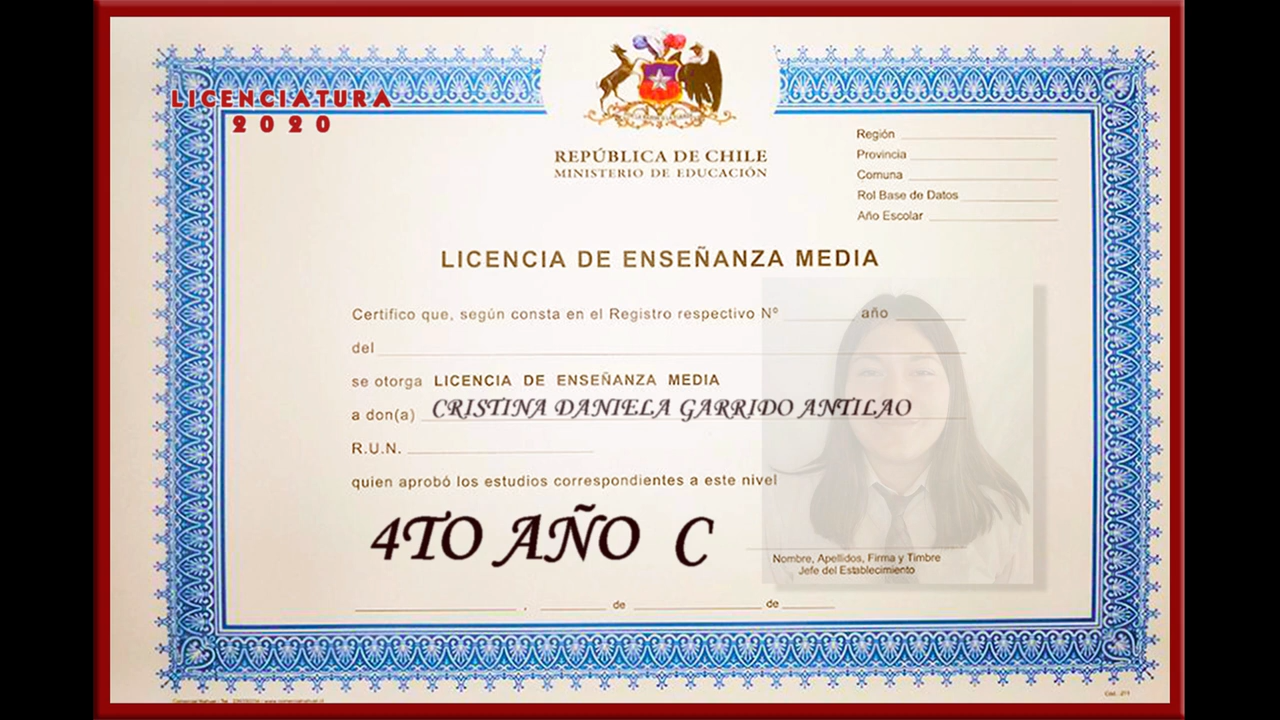 LICENCIATURA
2020
REPÚBLICA DE CHILE
MINISTERIO DE EDUCACIÓN
Región
Provincia
Comuna
Rol Base de Datos
Año Escolar
LICENCIA DE ENSEÑANZA MEDIA
Certifico que, según consta en el Registro respectivo Nº año
del
se otorga LICENCIA DE ENSEÑANZA MEDIA
a don(a) CRISTINA DANIELA GARRIDO ANTILAO
R.U.N.
quien aprobó los estudios correspondientes a este nivel
4TO AÑO C
Nombre, Apellidos, Firma y Timbre
Jefe del Establecimiento
, de de